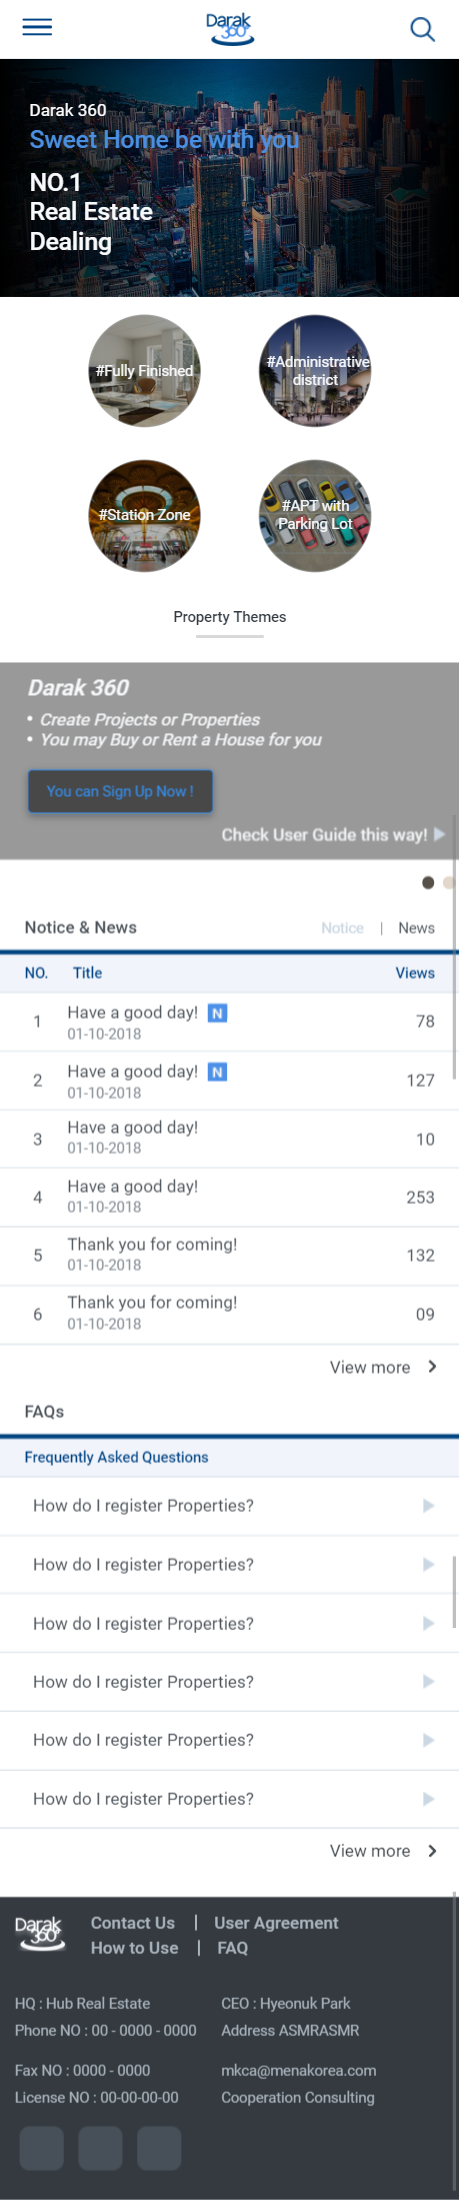 Darak
360°
Darak 360
Sweet Home be with you
NO.1
Real Estate
Dealing
#Fully Finished
#Administrative
district
#Station Zone
#APT with
Parking Lot
Property Themes
Darak 360
• Create Projects or Properties
• You may Buy or Rent a House for you
You can Sign Up Now !
Check User Guide this way!
Notice & News
Notice | News
NO. Title Views
1 Have a good day! N 78
01-10-2018
2 Have a good day! N 127
01-10-2018
3 Have a good day! 10
01-10-2018
4 Have a good day! 253
01-10-2018
5 Thank you for coming! 132
01-10-2018
6 Thank you for coming! 09
01-10-2018
View more >
FAQs
Frequently Asked Questions
How do I register Properties?
How do I register Properties?
How do I register Properties?
How do I register Properties?
How do I register Properties?
How do I register Properties?
View more >
Darak
360°
Contact Us | User Agreement
How to Use | FAQ
HQ : Hub Real Estate CEO : Hyeonuk Park
Phone NO : 00 - 0000 - 0000 Address ASMRASMR
Fax NO : 0000 - 0000 mkca@menakorea.com
License NO : 00-00-00-00 Cooperation Consulting